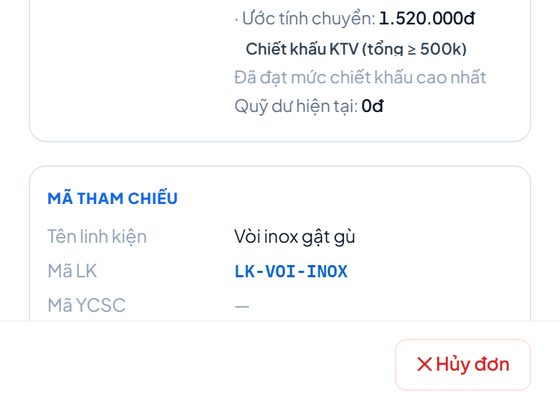 · Ước tính chuyển: 1.520.000đ
Chiết khấu KTV (tổng ≥ 500k)
Đã đạt mức chiết khấu cao nhất
Quỹ dư hiện tại: 0đ
MÃ THAM CHIẾU
Tên linh kiện Vòi inox gật gù
Mã LK LK-VOI-INOX
Mã YCSC —
× Hủy đơn